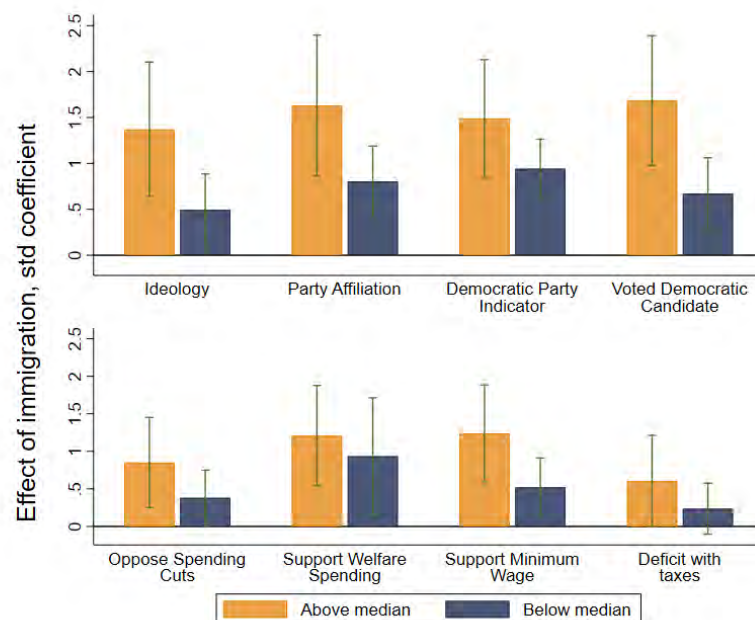 Effect of immigration, std coefficient
2.5
2
1.5
1
.5
0
Ideology
Party Affiliation
Democratic Party
Indicator
Voted Democratic
Candidate
2.5
2
1.5
1
.5
0
Oppose Spending
Cuts
Support Welfare
Spending
Support Minimum
Wage
Deficit with
taxes
Above median
Below median